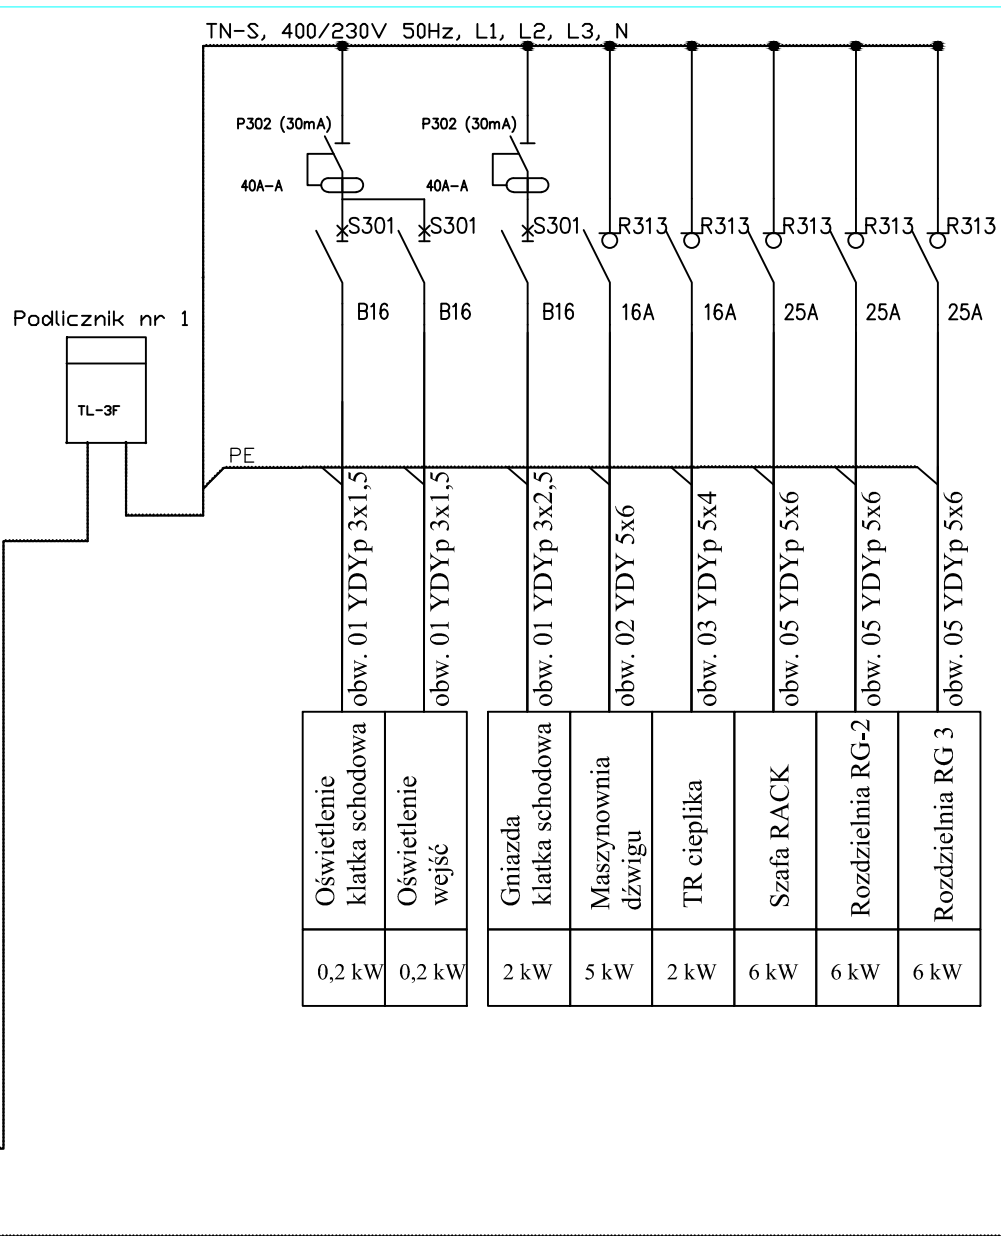 TN-S, 400/230V 50Hz, L1, L2, L3, N
P302 (30mA)
P302 (30mA)
40A-A
40A-A
S301
S301
S301
R313
R313
R313
R313
R313
B16
B16
B16
16A
16A
25A
25A
25A
Podlicznik nr 1
TL-3F
PE
obw. 01 YDYp 3x1,5
obw. 01 YDYp 3x1,5
obw. 01 YDYp 3x2,5
obw. 02 YDY 5x6
obw. 03 YDYp 5x4
obw. 05 YDYp 5x6
obw. 05 YDYp 5x6
obw. 05 YDYp 5x6
Oświetlenie
klatka schodowa
Oświetlenie
wejść
Gniazda
klatka schodowa
Maszynownia
dźwigu
TR cieplika
Szafa RACK
Rozdzielnia RG-2
Rozdzielnia RG 3
0,2 kW
0,2 kW
2 kW
5 kW
2 kW
6 kW
6 kW
6 kW